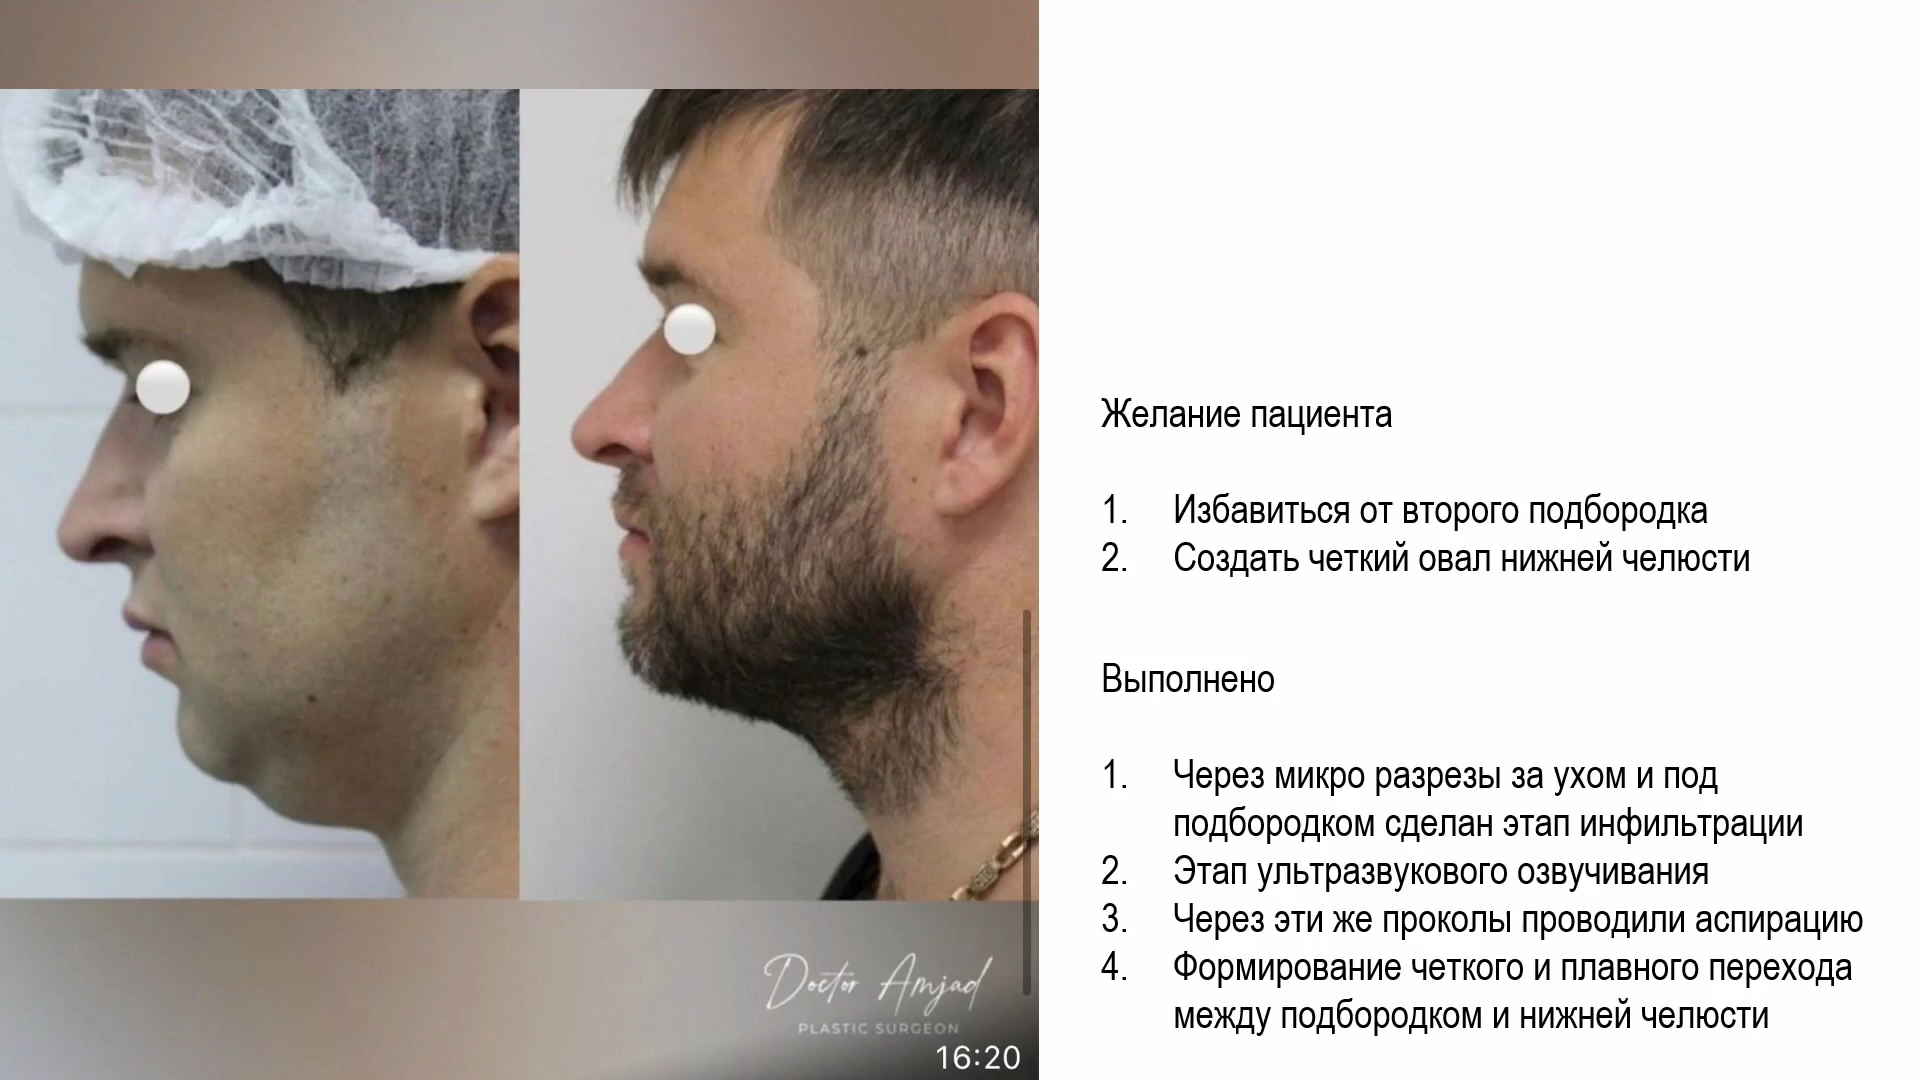 Желание пациента
1. Избавиться от второго подбородка
2. Создать четкий овал нижней челюсти
Выполнено
1. Через микро разрезы за ухом и под
подбородком сделан этап инфильтрации
2. Этап ультразвукового озвучивания
3. Через эти же проколы проводили аспирацию
4. Формирование четкого и плавного перехода
между подбородком и нижней челюсти
Doctor Amjad
PLASTIC SURGEON
16:20